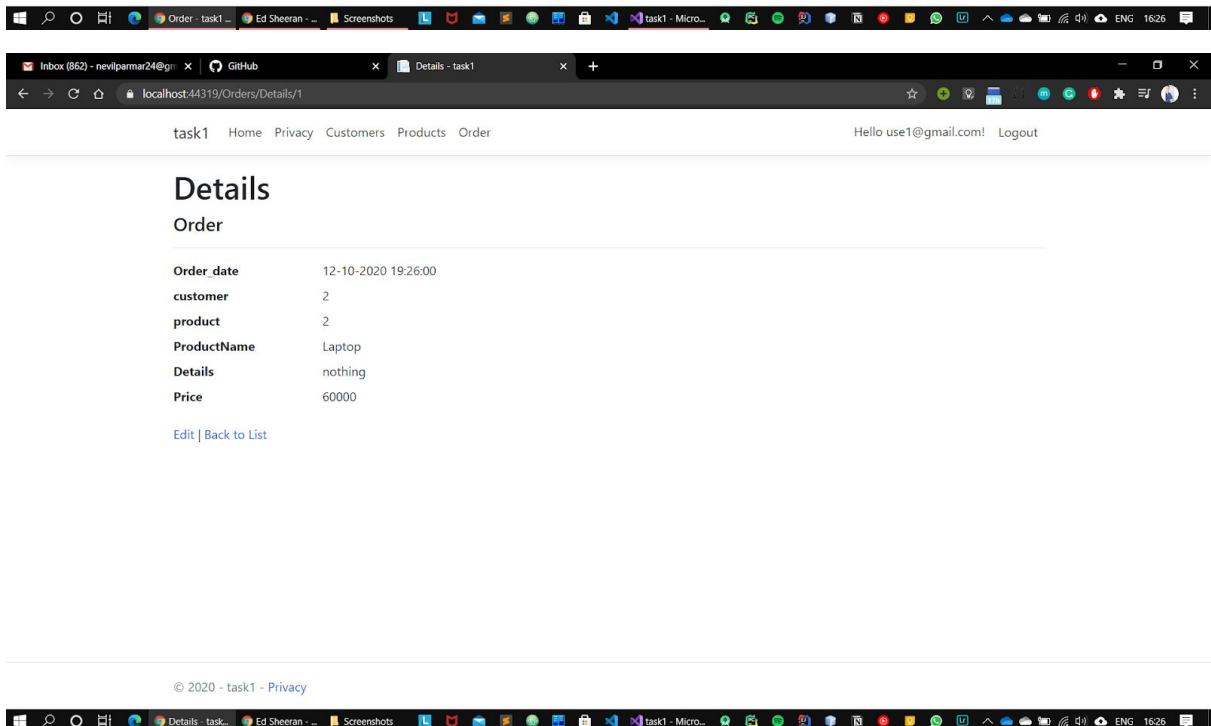 Order - task1 ... Ed Sheeran - ... Screenshots task1 - Micro... ENG 16:26
Inbox (862) - nevilparmar24@gm GitHub Details - task1
localhost:44319/Orders/Details/1
task1 Home Privacy Customers Products Order Hello use1@gmail.com! Logout
Details
Order
Order_date 12-10-2020 19:26:00
customer 2
product 2
ProductName Laptop
Details nothing
Price 60000
Edit | Back to List
© 2020 - task1 - Privacy
Details - task... Ed Sheeran - ... Screenshots task1 - Micro... ENG 16:26